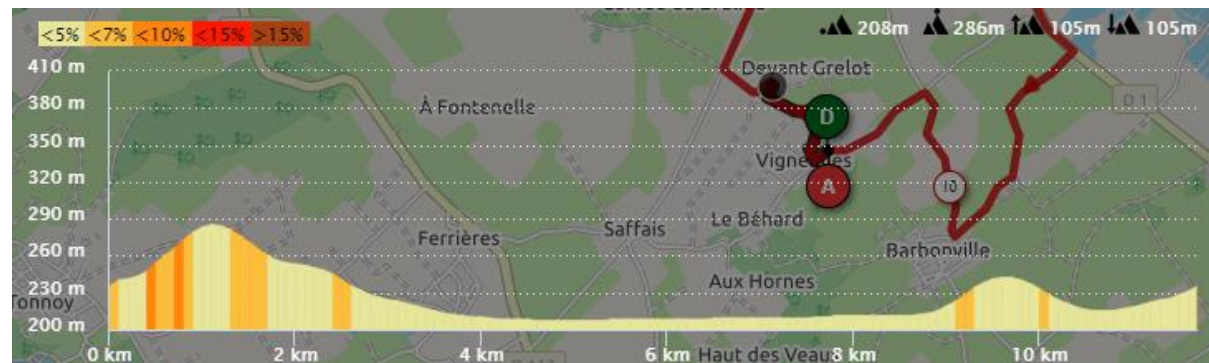 <5% <7% <10% <15% >15%
208m 286m 105m 105m
410 m
Devant Grelot
380 m
À Fontenelle
D 1
D
350 m
Vigneulles
320 m
A
10
290 m
Le Béhard
Saffais
Ferrières
Barbonville
260 m
Aux Hornes
230 m
Tonnoy
200 m
0 km 2 km 4 km 6 km Haut des Veaux 8 km 10 km